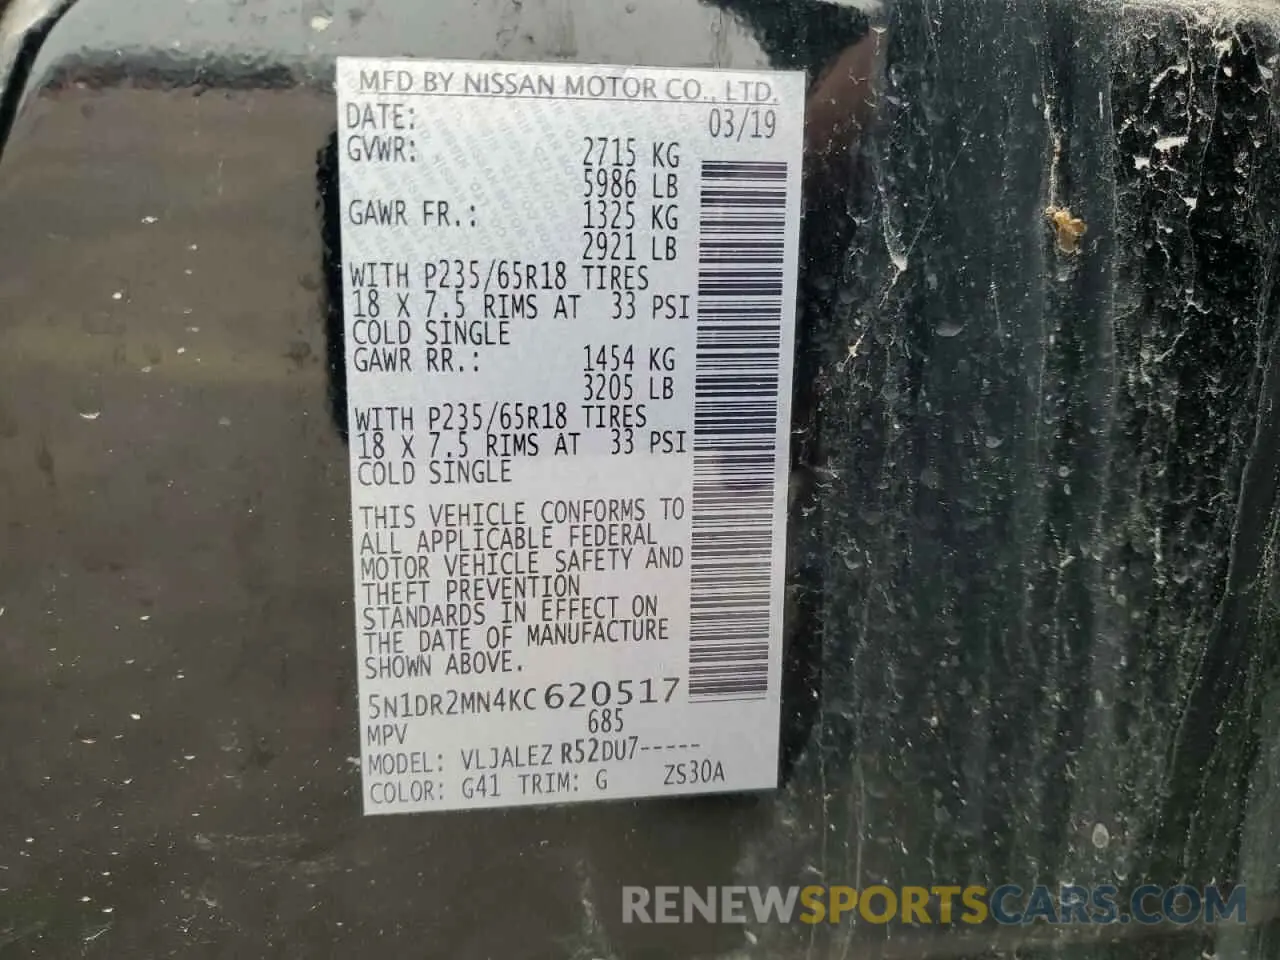 MFD BY NISSAN MOTOR CO., LTD.
DATE: 03/19
GVWR: 2715 KG
5986 LB
GAWR FR.: 1325 KG
2921 LB
WITH P235/65R18 TIRES
18 X 7.5 RIMS AT 33 PSI
COLD SINGLE
GAWR RR.: 1454 KG
3205 LB
WITH P235/65R18 TIRES
18 X 7.5 RIMS AT 33 PSI
COLD SINGLE
THIS VEHICLE CONFORMS TO
ALL APPLICABLE FEDERAL
MOTOR VEHICLE SAFETY AND
THEFT PREVENTION
STANDARDS IN EFFECT ON
THE DATE OF MANUFACTURE
SHOWN ABOVE.
5N1DR2MN4KC620517
MPV 685
MODEL: VLJALEZ R52DU7-----
COLOR: G41 TRIM: G ZS30A
RENEWSPORTSCARS.COM